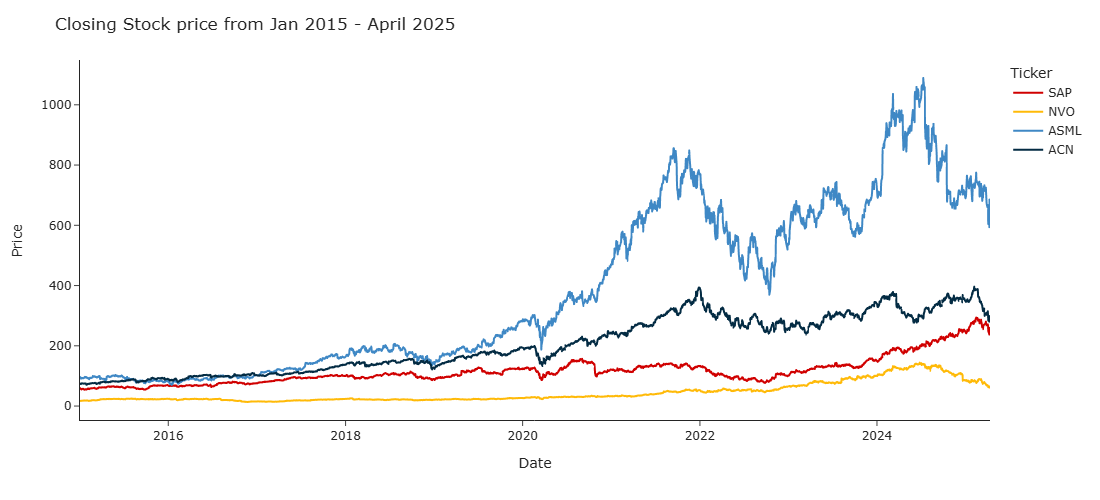 Closing Stock price from Jan 2015 - April 2025
Ticker
SAP
NVO
ASML
ACN
Price
1000
800
600
400
200
0
2016
2018
2020
2022
2024
Date